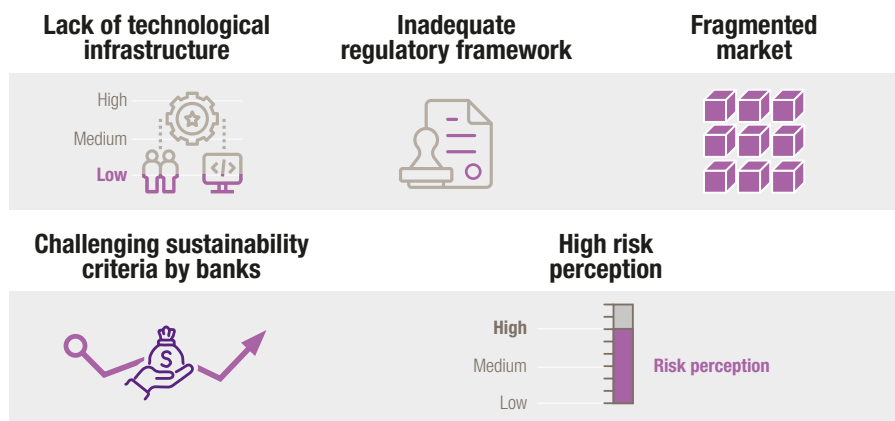 Lack of technological
infrastructure
Inadequate
regulatory framework
Fragmented
market
High
Medium
Low
</>
Challenging sustainability
criteria by banks
High risk
perception
S
High
Medium
Low
Risk perception